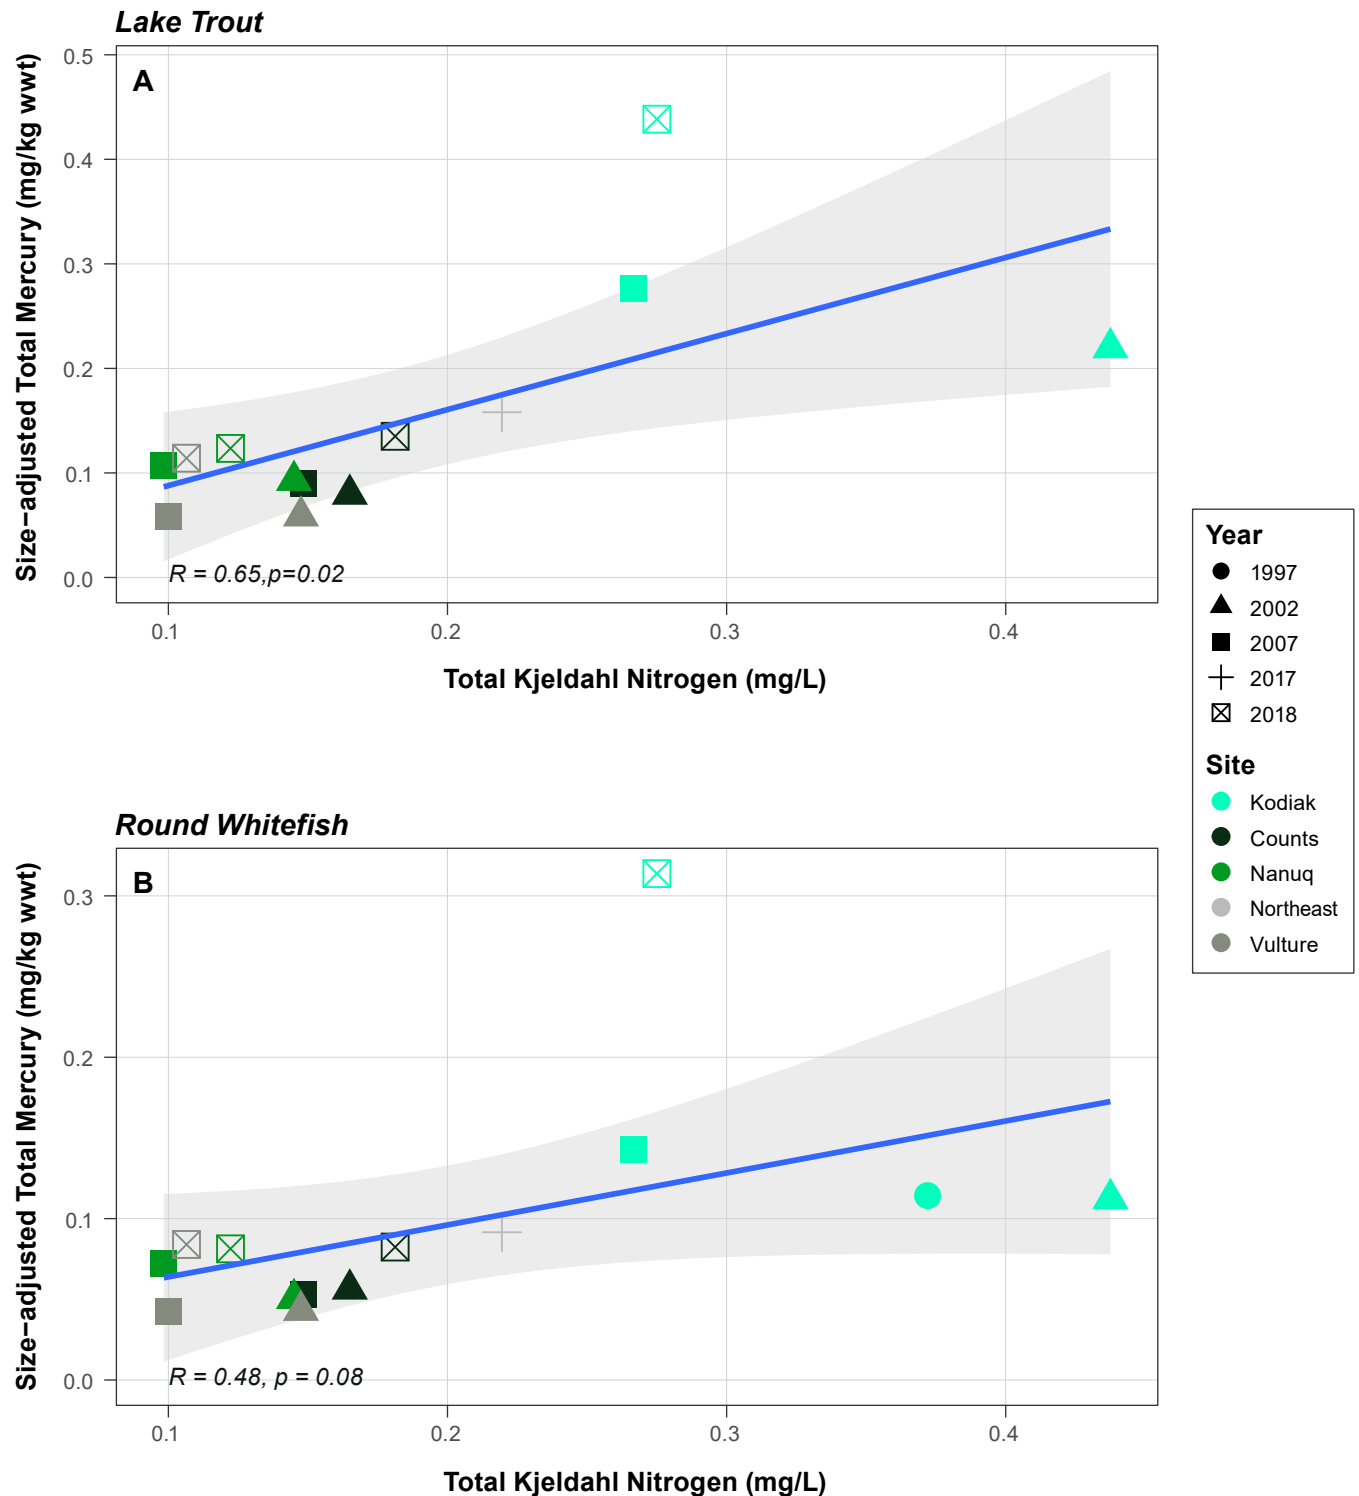 Lake Trout
A
Size−adjusted Total Mercury (mg/kg wwt)
0.5
0.4
0.3
0.2
0.1
0.0
R = 0.65,p=0.02
0.1 0.2 0.3 0.4
Total Kjeldahl Nitrogen (mg/L)
Year
1997
2002
2007
2017
2018
Site
Kodiak
Counts
Nanuq
Northeast
Vulture
Round Whitefish
B
Size−adjusted Total Mercury (mg/kg wwt)
0.3
0.2
0.1
0.0
R = 0.48, p = 0.08
0.1 0.2 0.3 0.4
Total Kjeldahl Nitrogen (mg/L)